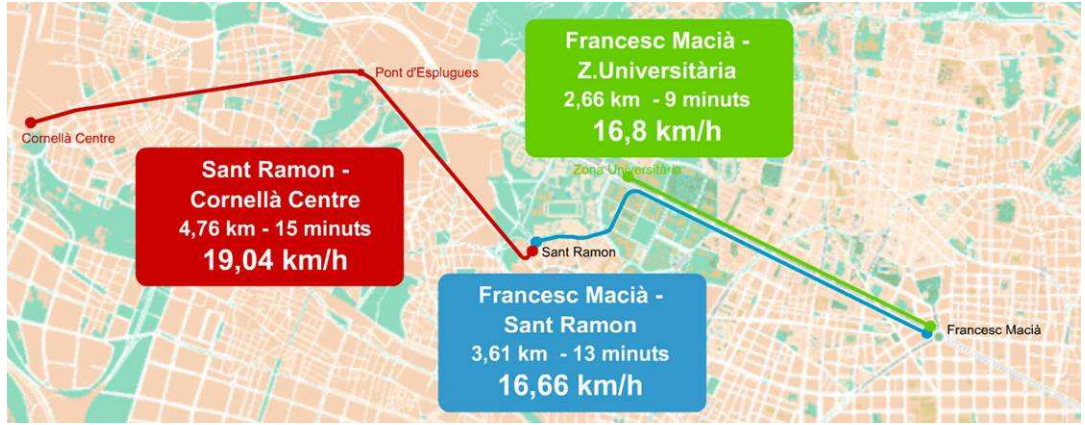 Francesc Macià -
Z.Universitària
2,66 km - 9 minuts
16,8 km/h
Pont d'Esplugues
Cornellà Centre
Sant Ramon -
Cornellà Centre
4,76 km - 15 minuts
19,04 km/h
Zona Universitària
Sant Ramon
Francesc Macià -
Sant Ramon
3,61 km - 13 minuts
16,66 km/h
Francesc Macià